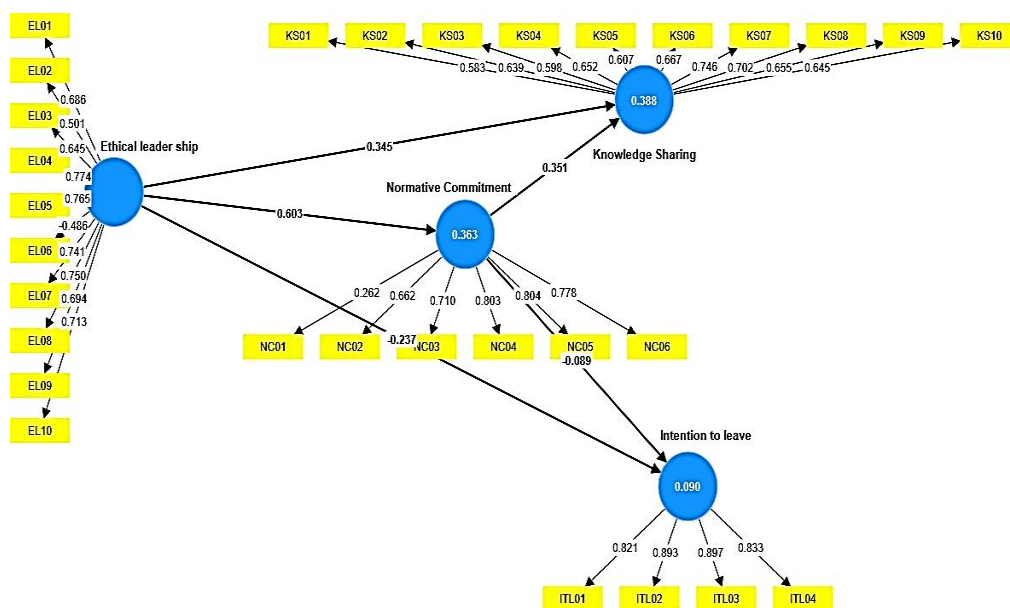 EL01
EL02
EL03
EL04
EL05
EL06
EL07
EL08
EL09
EL10
0.686
0.501
0.645
0.774
0.765
-0.486
0.741
0.750
0.694
0.713
Ethical leader ship
KS01
KS02
KS03
KS04
KS05
KS06
KS07
KS08
KS09
KS10
0.583
0.639
0.598
0.652
0.607
0.667
0.746
0.702
0.655
0.645
0.388
Knowledge Sharing
0.345
0.351
Normative Commitment
0.603
0.363
0.262
0.662
0.710
0.803
0.804
0.778
NC01
NC02
NC03
NC04
NC05
NC06
-0.237
-0.089
Intention to leave
0.090
0.821
0.893
0.897
0.833
ITL01
ITL02
ITL03
ITL04